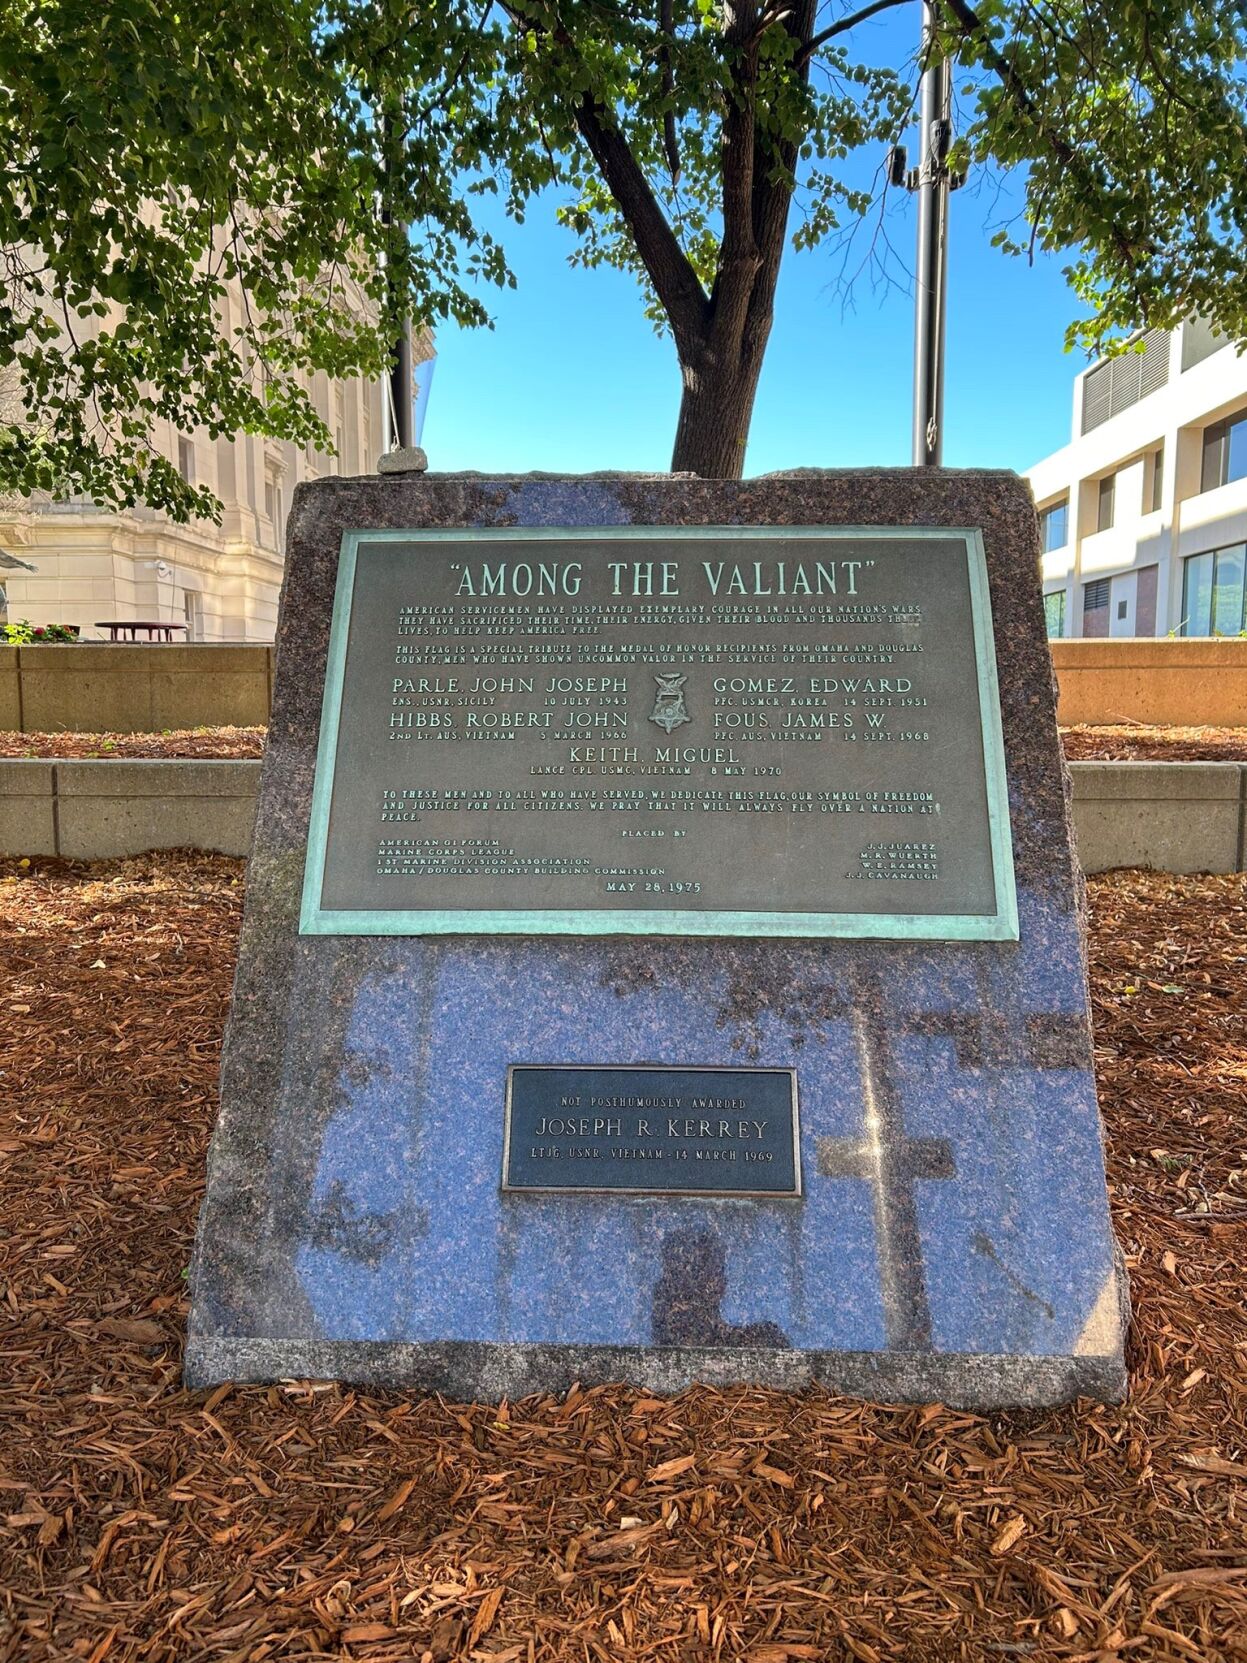 "AMONG THE VALIANT"
AMERICAN SERVICEMEN HAVE DISPLAYED EXEMPLARY COURAGE IN ALL OUR NATION'S WARS.
THEY HAVE SACRIFICED THEIR TIME, THEIR ENERGY, GIVEN THEIR BLOOD AND THOUSANDS THEIR
LIVES, TO HELP KEEP AMERICA FREE.
THIS FLAG IS A SPECIAL TRIBUTE TO THE MEDAL OF HONOR RECIPIENTS FROM OMAHA AND DOUGLAS
COUNTY, MEN WHO HAVE SHOWN UNCOMMON VALOR IN THE SERVICE OF THEIR COUNTRY
PARLE, JOHN JOSEPH
ENS., USNR, SICILY 10 JULY 1943
HIBBS, ROBERT JOHN
2ND LT. AUS, VIETNAM 5 MARCH 1966
GOMEZ, EDWARD
PFC. USMCR, KOREA 14 SEPT. 1951
FOUS, JAMES W.
PFC. AUS, VIETNAM 14 SEPT. 1968
KEITH, MIGUEL
LANCE CPL. USMC, VIETNAM 8 MAY 1970
TO THESE MEN AND TO ALL WHO HAVE SERVED, WE DEDICATE THIS FLAG, OUR SYMBOL OF FREEDOM
AND JUSTICE FOR ALL CITIZENS. WE PRAY THAT IT WILL ALWAYS FLY OVER A NATION AT
PEACE.
PLACED BY
AMERICAN GI FORUM
MARINE CORPS LEAGUE
1ST MARINE DIVISION ASSOCIATION
OMAHA / DOUGLAS COUNTY BUILDING COMMISSION
J. J. JUAREZ
M. R. WUERTH
W. E. RAMSEY
J. J. CAVANAUGH
MAY 28, 1975
NOT POSTHUMOUSLY AWARDED
JOSEPH R. KERREY
LTJG, USNR, VIETNAM - 14 MARCH 1969